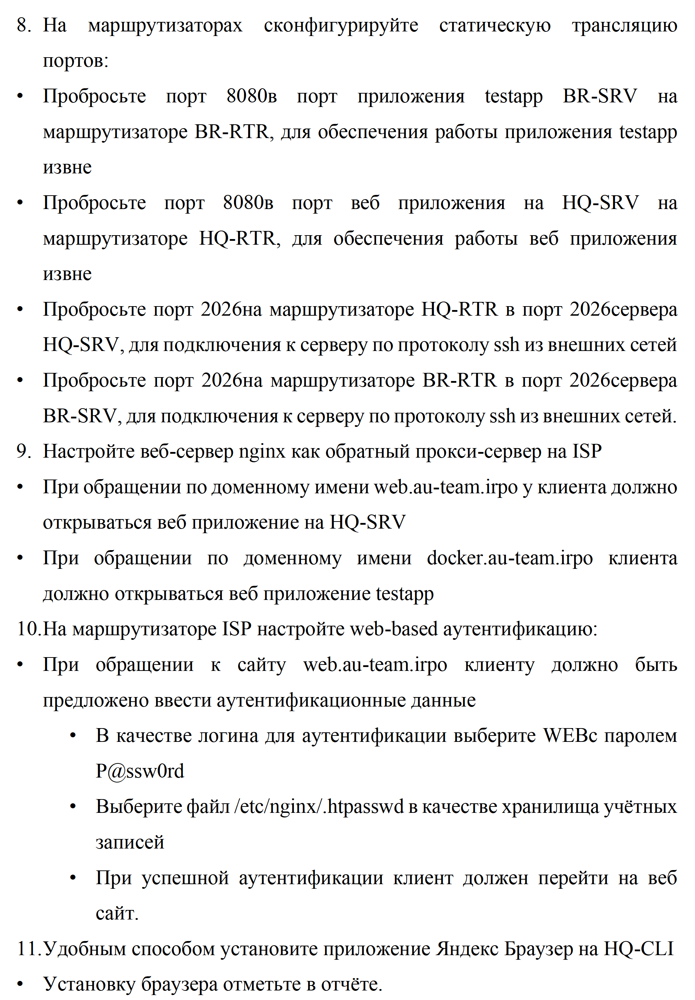 8. На маршрутизаторах сконфигурируйте статическую трансляцию
портов:
• Пробросьте порт 8080в порт приложения testapp BR-SRV на
маршрутизаторе BR-RTR, для обеспечения работы приложения testapp
извне
• Пробросьте порт 8080в порт веб приложения на HQ-SRV на
маршрутизаторе HQ-RTR, для обеспечения работы веб приложения
извне
• Пробросьте порт 2026на маршрутизаторе HQ-RTR в порт 2026сервера
HQ-SRV, для подключения к серверу по протоколу ssh из внешних сетей
• Пробросьте порт 2026на маршрутизаторе BR-RTR в порт 2026сервера
BR-SRV, для подключения к серверу по протоколу ssh из внешних сетей.
9. Настройте веб-сервер nginx как обратный прокси-сервер на ISP
• При обращении по доменному имени web.au-team.irpo у клиента должно
открываться веб приложение на HQ-SRV
• При обращении по доменному имени docker.au-team.irpo клиента
должно открываться веб приложение testapp
10.На маршрутизаторе ISP настройте web-based аутентификацию:
• При обращении к сайту web.au-team.irpo клиенту должно быть
предложено ввести аутентификационные данные
• В качестве логина для аутентификации выберите WEBс паролем
P@ssw0rd
• Выберите файл /etc/nginx/.htpasswd в качестве хранилища учётных
записей
• При успешной аутентификации клиент должен перейти на веб
сайт.
11.Удобным способом установите приложение Яндекс Браузер на HQ-CLI
• Установку браузера отметьте в отчёте.